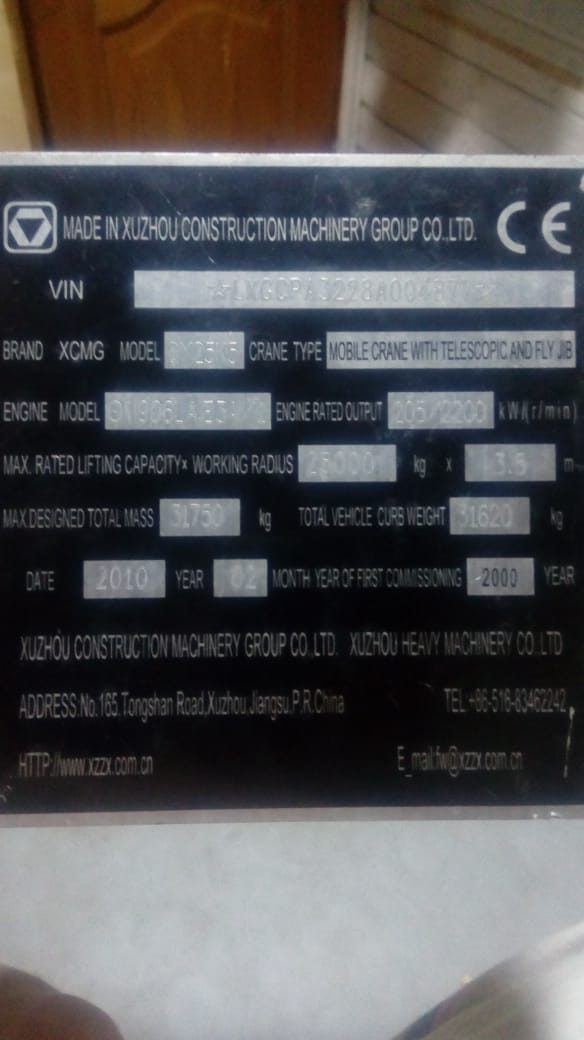 MADE IN XUZHOU CONSTRUCTION MACHINERY GROUP CO.,LTD. CE
VIN
BRAND XCMG MODEL CRANE TYPE MOBILE CRANE WITH TELESCOPIC AND FLY JIB
ENGINE MODEL ENGINE RATED OUTPUT 205/2200 kW/(r/min)
MAX. RATED LIFTING CAPACITY× WORKING RADIUS 25000 kg x 3.5 m
MAX.DESIGNED TOTAL MASS 31750 kg TOTAL VEHICLE CURB WEIGHT 31620 kg
DATE 2010 YEAR 02 MONTH YEAR OF FIRST COMMISSIONING 2000 YEAR
XUZHOU CONSTRUCTION MACHINERY GROUP CO.,LTD. XUZHOU HEAVY MACHINERY CO.,LTD
ADDRESS:No.165.Tongshan Road,Xuzhou,Jiangsu.P.R.China TEL:+86-516-83462242
HTTP://www.xzzx.com.cn E_mail:fw@xzzx.com.cn